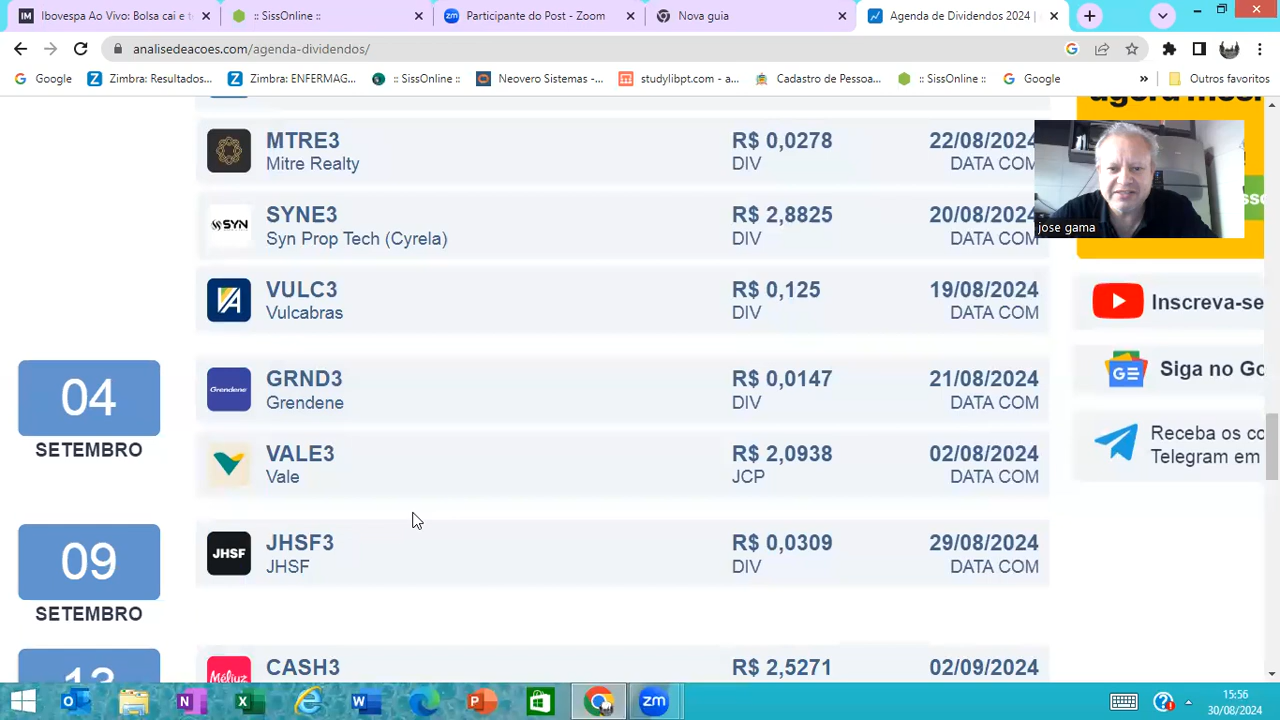 Ibovespa Ao Vivo: Bolsa cai e t
:: SissOnline ::
Participante do Post - Zoom
Nova guia
Agenda de Dividendos 2024 |
analisedeacoes.com/agenda-dividendos/
Google
Zimbra: Resultados...
Zimbra: ENFERMAG...
:: SissOnline ::
Neovero Sistemas -...
studylibpt.com - a...
Cadastro de Pessoa...
:: SissOnline ::
Google
»
Outros favoritos
MTRE3
R$ 0,0278
22/08/2024
Mitre Realty
DIV
DATA COM
jose gama
SYN
SYNE3
R$ 2,8825
20/08/2024
Syn Prop Tech (Cyrela)
DIV
DATA COM
VULC3
R$ 0,125
19/08/2024
Vulcabras
DIV
DATA COM
Inscreva-se
04
SETEMBRO
Grendene
GRND3
R$ 0,0147
21/08/2024
Grendene
DIV
DATA COM
GE
Siga no Go
VALE3
R$ 2,0938
02/08/2024
Vale
JCP
DATA COM
Receba os co
Telegram em
09
SETEMBRO
JHSF
JHSF3
R$ 0,0309
29/08/2024
JHSF
DIV
DATA COM
13
Méliuz
CASH3
R$ 2,5271
02/09/2024
15:56
30/08/2024